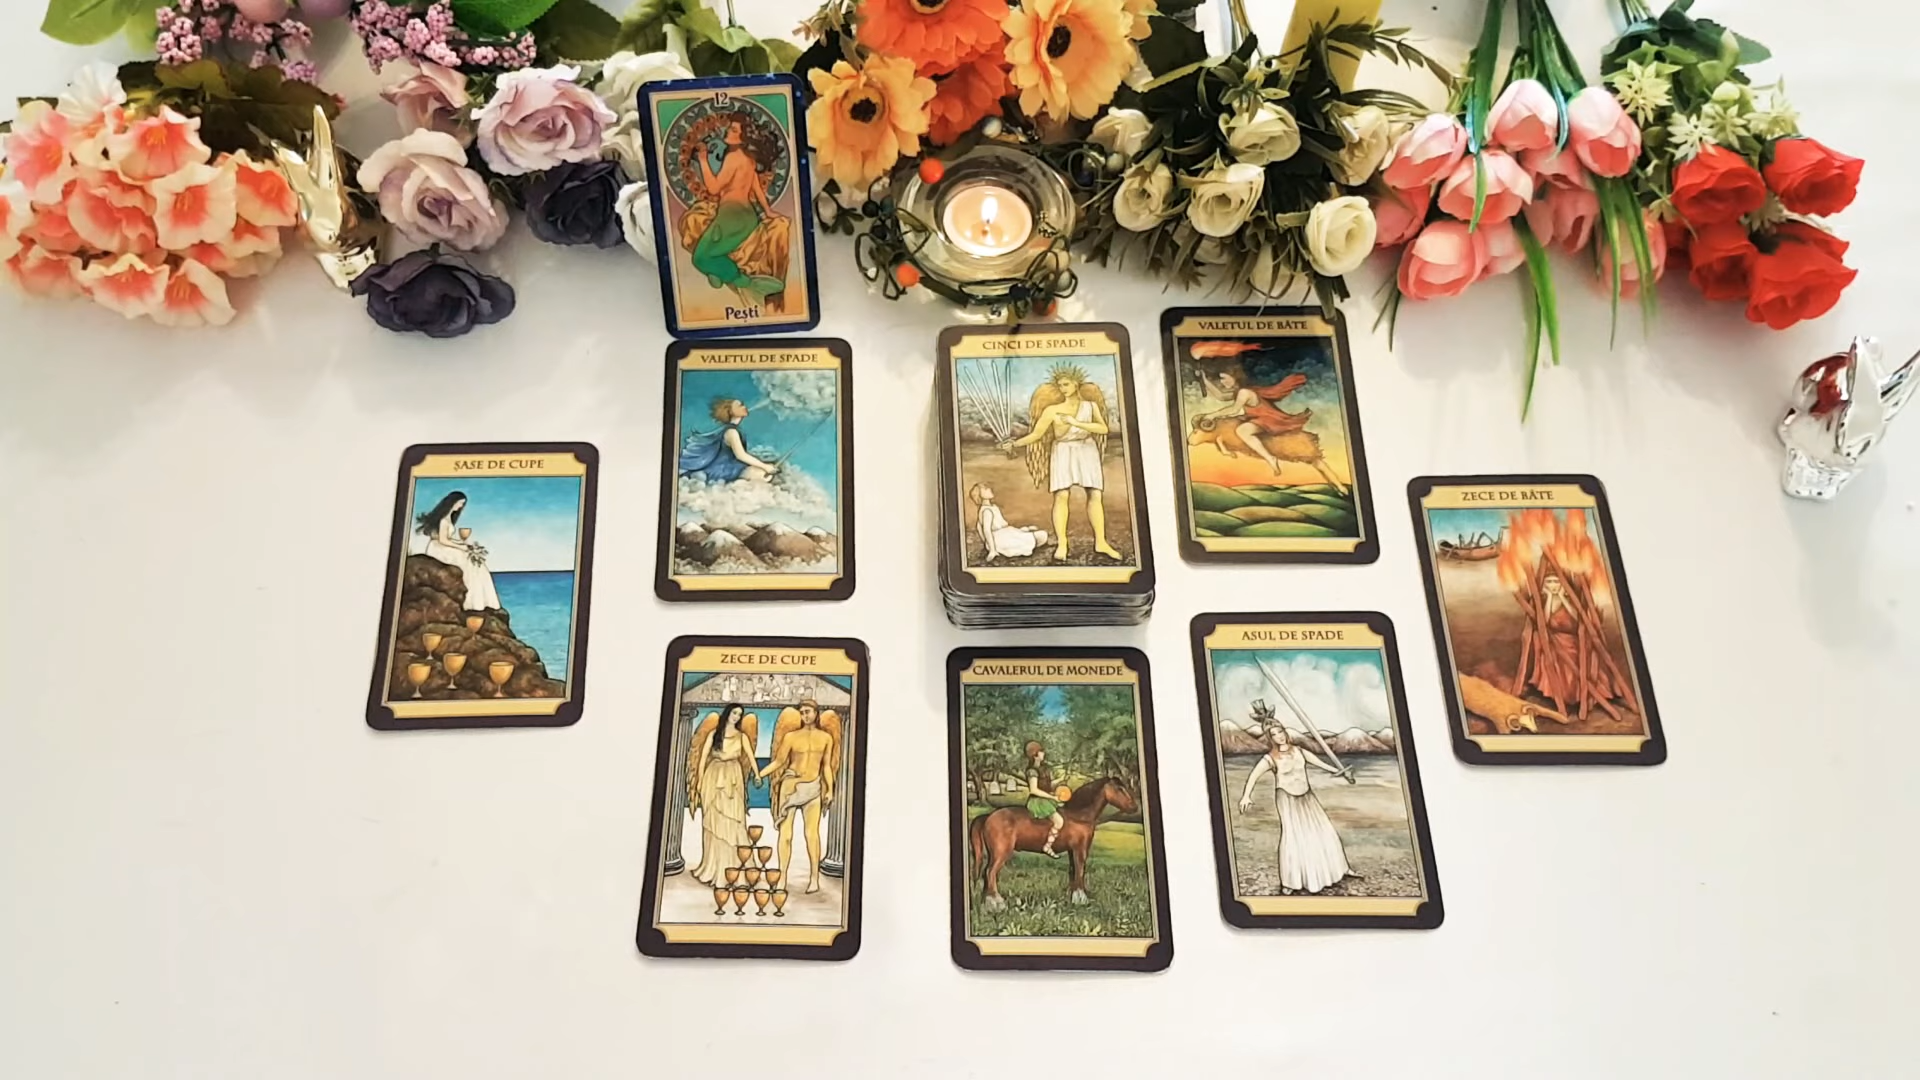 12
Pești
VALETUL DE SPADE
CINCI DE SPADE
VALETUL DE BÂTE
ȘASE DE CUPE
ZECE DE BÂTE
ZECE DE CUPE
CAVALERUL DE MONEDE
ASUL DE SPADE